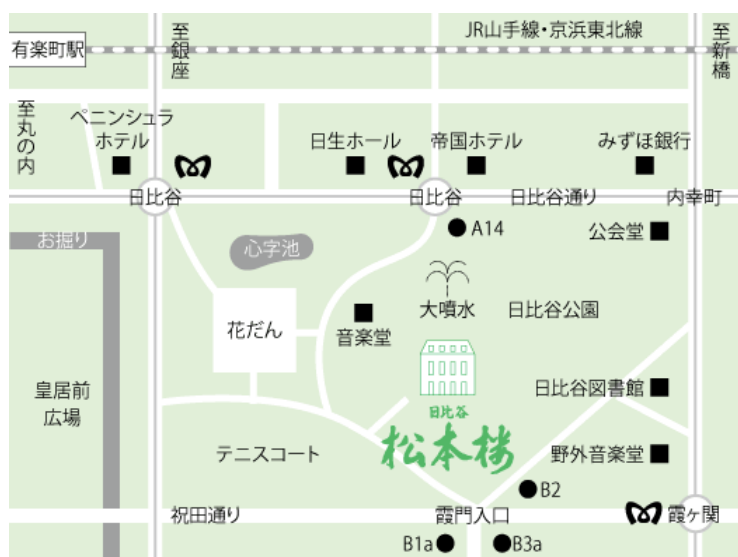 JR山手線・京浜東北線
有楽町駅
至銀座
至新橋
至丸の内
ペニンシュラ
ホテル
日生ホール
帝国ホテル
みずほ銀行
日比谷
日比谷
日比谷通り
内幸町
A14
公会堂
お掘り
心字池
大噴水
日比谷公園
花だん
音楽堂
皇居前
広場
日比谷図書館
日比谷
松本楼
テニスコート
野外音楽堂
B2
祝田通り
霞門入口
霞ヶ関
B1a
B3a